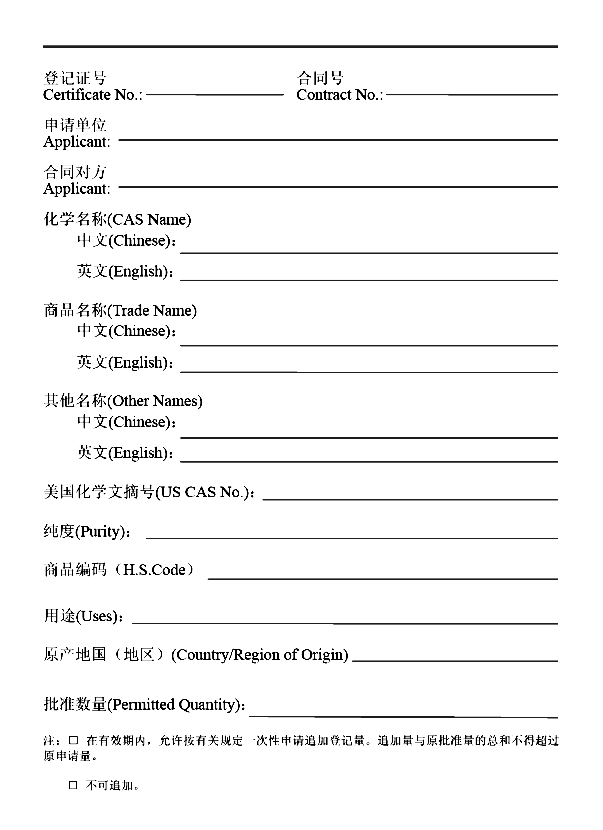 登记证号 合同号
Certificate No.: Contract No.:
申请单位
Applicant:
合同对方
Applicant:
化学名称(CAS Name)
中文(Chinese):
英文(English):
商品名称(Trade Name)
中文(Chinese):
英文(English):
其他名称(Other Names)
中文(Chinese):
英文(English):
美国化学文摘号(US CAS No.):
纯度(Purity):
商品编码（H.S.Code）
用途(Uses):
原产地国（地区）(Country/Region of Origin)
批准数量(Permitted Quantity):
注：□ 在有效期内，允许按有关规定一次性申请追加登记量。追加量与原批准量的总和不得超过
原申请量。
□ 不可追加。